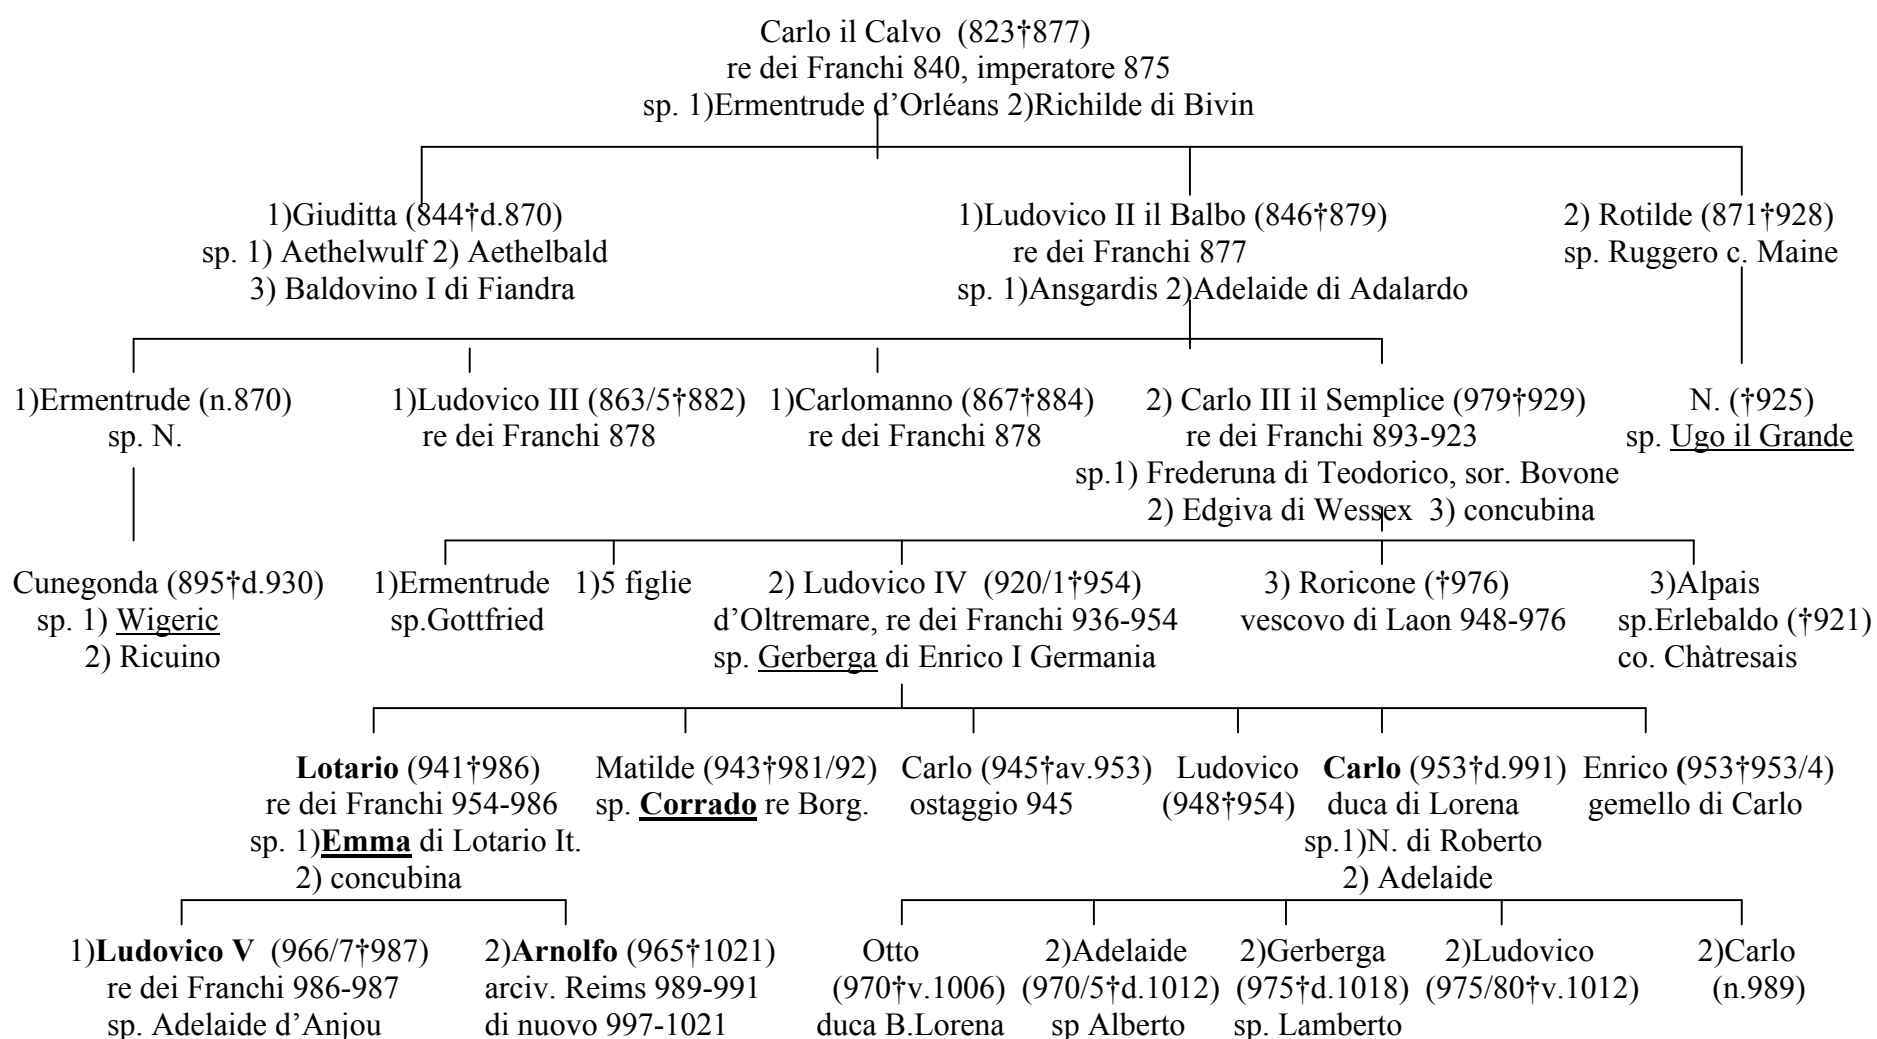 Carlo il Calvo (823†877)
re dei Franchi 840, imperatore 875
sp. 1)Ermentrude d’Orléans 2)Richilde di Bivin
1)Giuditta (844†d.870)
sp. 1) Aethelwulf 2) Aethelbald
3) Baldovino I di Fiandra
1)Ludovico II il Balbo (846†879)
re dei Franchi 877
sp. 1)Ansgardis 2)Adelaide di Adalardo
2) Rotilde (871†928)
sp. Ruggero c. Maine
1)Ermentrude (n.870)
sp. N.
1)Ludovico III (863/5†882)
re dei Franchi 878
1)Carlomanno (867†884)
re dei Franchi 878
2) Carlo III il Semplice (979†929)
re dei Franchi 893-923
sp.1) Frederuna di Teodorico, sor. Bovone
2) Edgiva di Wessex 3) concubina
N. (†925)
sp. Ugo il Grande
Cunegonda (895†d.930)
sp. 1) Wigeric
2) Ricuino
1)Ermentrude
sp.Gottfried
1)5 figlie
2) Ludovico IV (920/1†954)
d’Oltremare, re dei Franchi 936-954
sp. Gerberga di Enrico I Germania
3) Roricone (†976)
vescovo di Laon 948-976
3)Alpais
sp.Erlebaldo (†921)
co. Chàtresais
Lotario (941†986)
re dei Franchi 954-986
sp. 1)Emma di Lotario It.
2) concubina
Matilde (943†981/92)
sp. Corrado re Borg.
Carlo (945†av.953)
ostaggio 945
Ludovico
(948†954)
Carlo (953†d.991)
duca di Lorena
sp.1)N. di Roberto
2) Adelaide
Enrico (953†953/4)
gemello di Carlo
1)Ludovico V (966/7†987)
re dei Franchi 986-987
sp. Adelaide d’Anjou
2)Arnolfo (965†1021)
arciv. Reims 989-991
di nuovo 997-1021
Otto
(970†v.1006)
duca B.Lorena
2)Adelaide
(970/5†d.1012)
sp Alberto
2)Gerberga
(975†d.1018)
sp. Lamberto
2)Ludovico
(975/80†v.1012)
2)Carlo
(n.989)